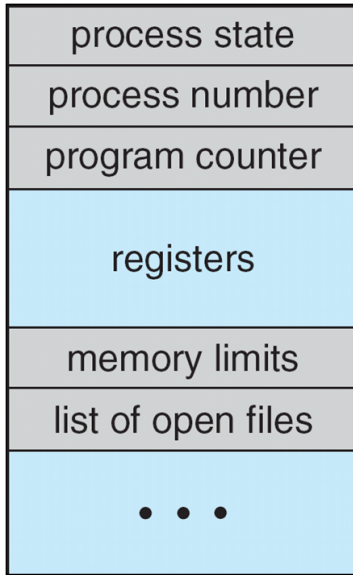 process state
process number
program counter
registers
memory limits
list of open files
• • •